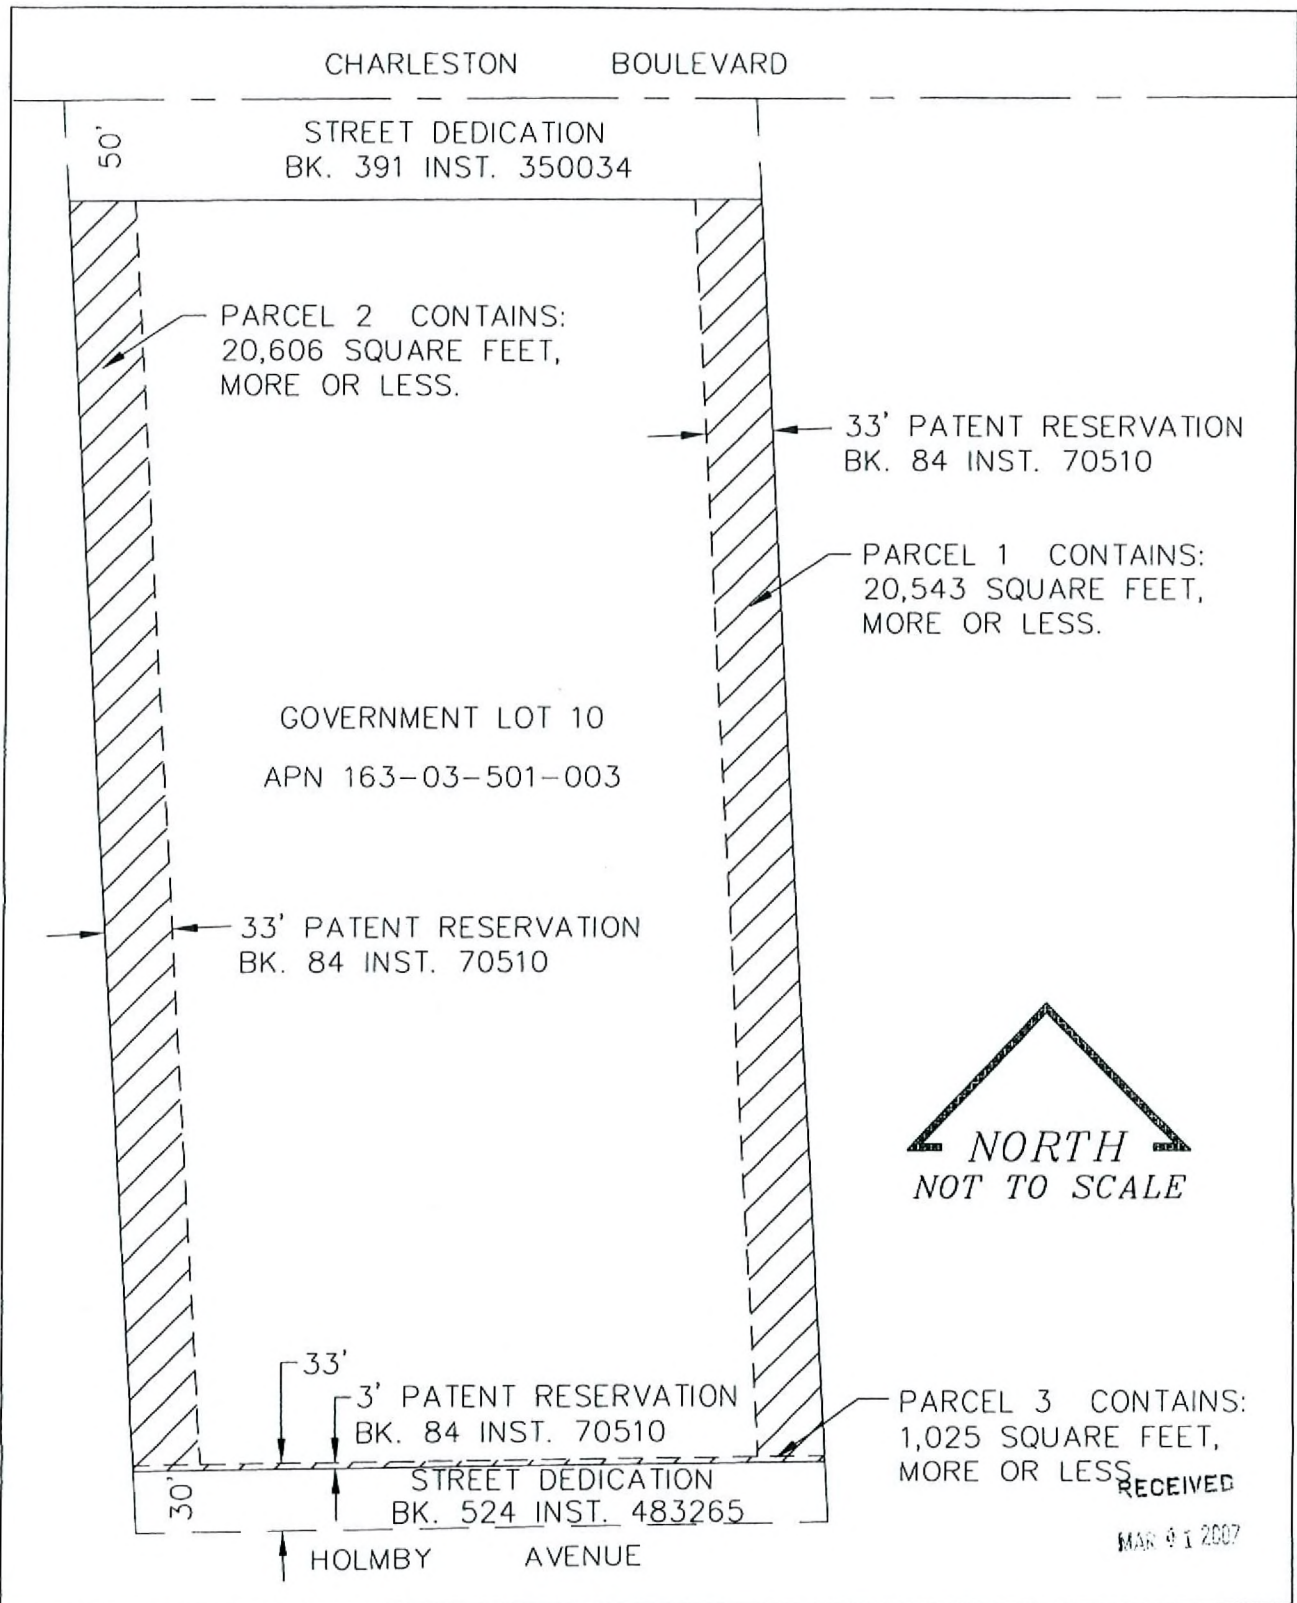 CHARLESTON BOULEVARD
50'
STREET DEDICATION
BK. 391 INST. 350034
PARCEL 2 CONTAINS:
20,606 SQUARE FEET,
MORE OR LESS.
33' PATENT RESERVATION
BK. 84 INST. 70510
PARCEL 1 CONTAINS:
20,543 SQUARE FEET,
MORE OR LESS.
GOVERNMENT LOT 10
APN 163-03-501-003
33' PATENT RESERVATION
BK. 84 INST. 70510
NORTH
NOT TO SCALE
33'
3' PATENT RESERVATION
BK. 84 INST. 70510
PARCEL 3 CONTAINS:
1,025 SQUARE FEET,
MORE OR LESS
30'
STREET DEDICATION
BK. 524 INST. 483265
RECEIVED
MAR 2007
HOLMBY AVENUE